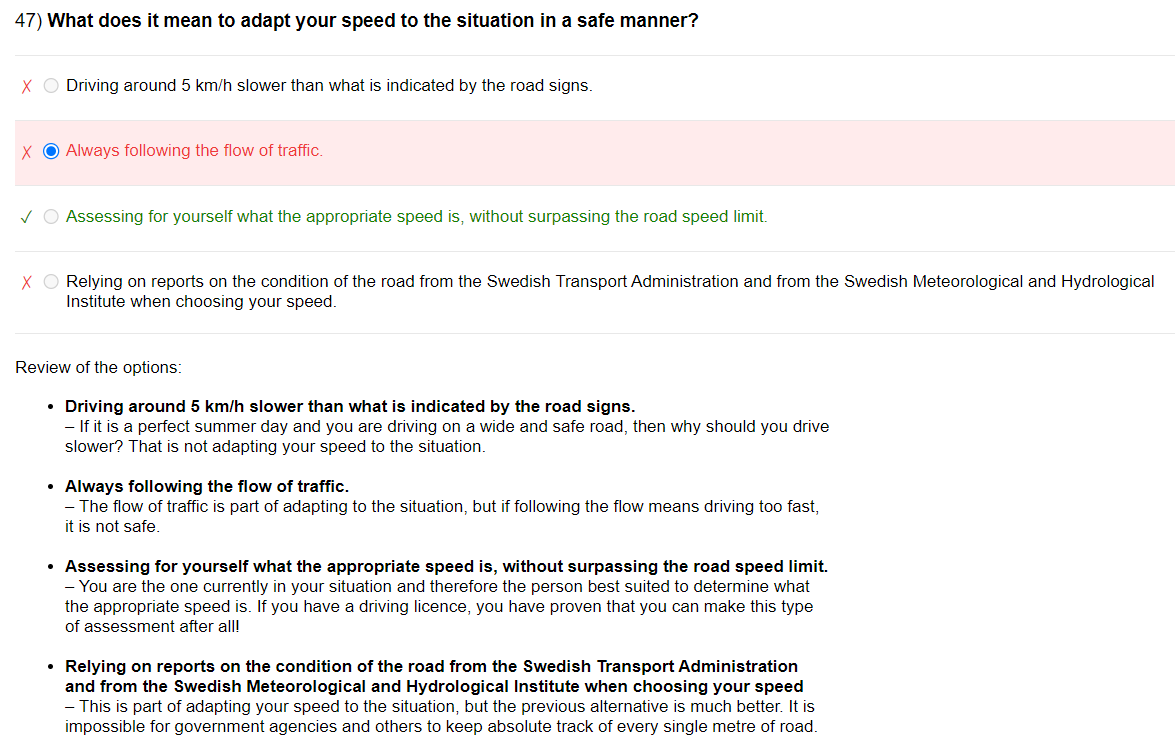 47) What does it mean to adapt your speed to the situation in a safe manner?
✗ Driving around 5 km/h slower than what is indicated by the road signs.
✗ Always following the flow of traffic.
✓ Assessing for yourself what the appropriate speed is, without surpassing the road speed limit.
✗ Relying on reports on the condition of the road from the Swedish Transport Administration and from the Swedish Meteorological and Hydrological
Institute when choosing your speed.
Review of the options:
• Driving around 5 km/h slower than what is indicated by the road signs.
– If it is a perfect summer day and you are driving on a wide and safe road, then why should you drive
slower? That is not adapting your speed to the situation.
• Always following the flow of traffic.
– The flow of traffic is part of adapting to the situation, but if following the flow means driving too fast,
it is not safe.
• Assessing for yourself what the appropriate speed is, without surpassing the road speed limit.
– You are the one currently in your situation and therefore the person best suited to determine what
the appropriate speed is. If you have a driving licence, you have proven that you can make this type
of assessment after all!
• Relying on reports on the condition of the road from the Swedish Transport Administration
and from the Swedish Meteorological and Hydrological Institute when choosing your speed
– This is part of adapting your speed to the situation, but the previous alternative is much better. It is
impossible for government agencies and others to keep absolute track of every single metre of road.